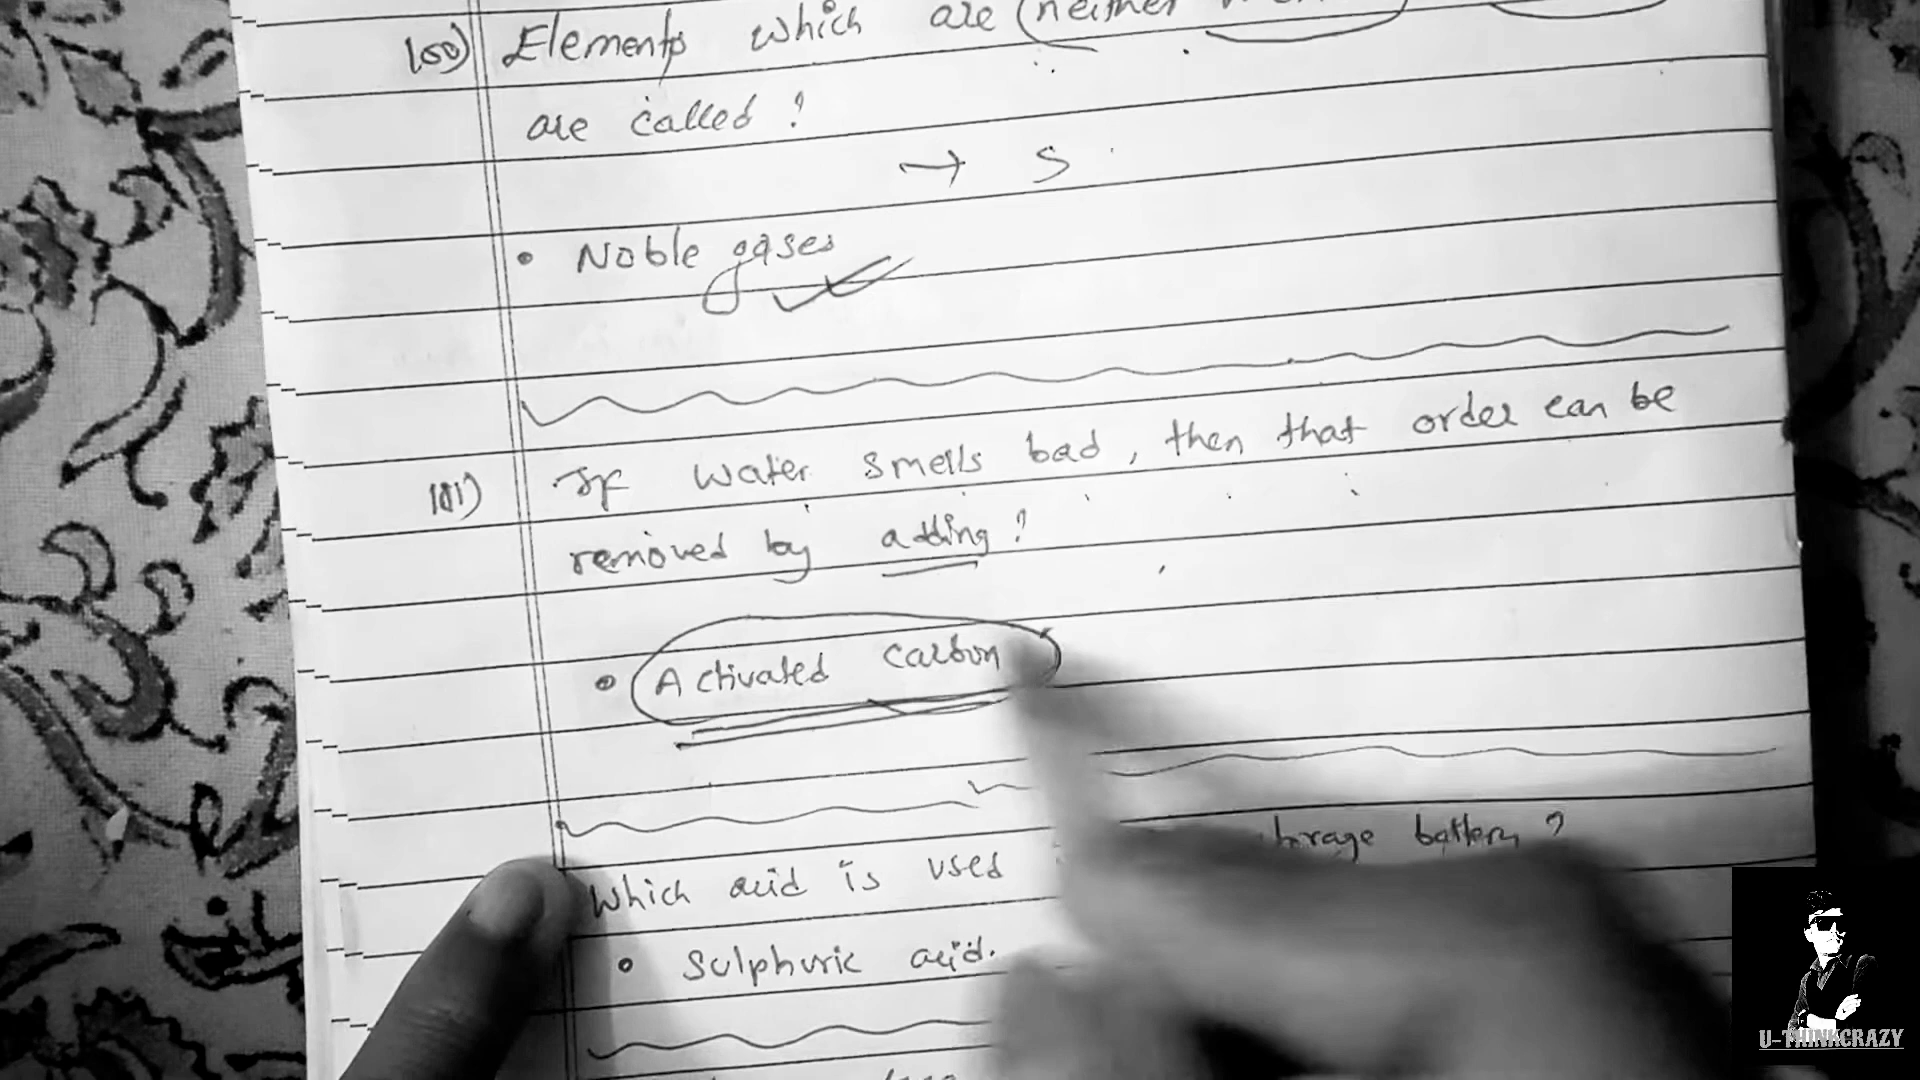 100) Elements which are (neither
are called?
→ S
• Noble gases
101) If water smells bad, then that order can be
removed by adding?
• Activated carbon
Which acid is used battery?
• Sulphuric acid.
U-THINKCRAZY